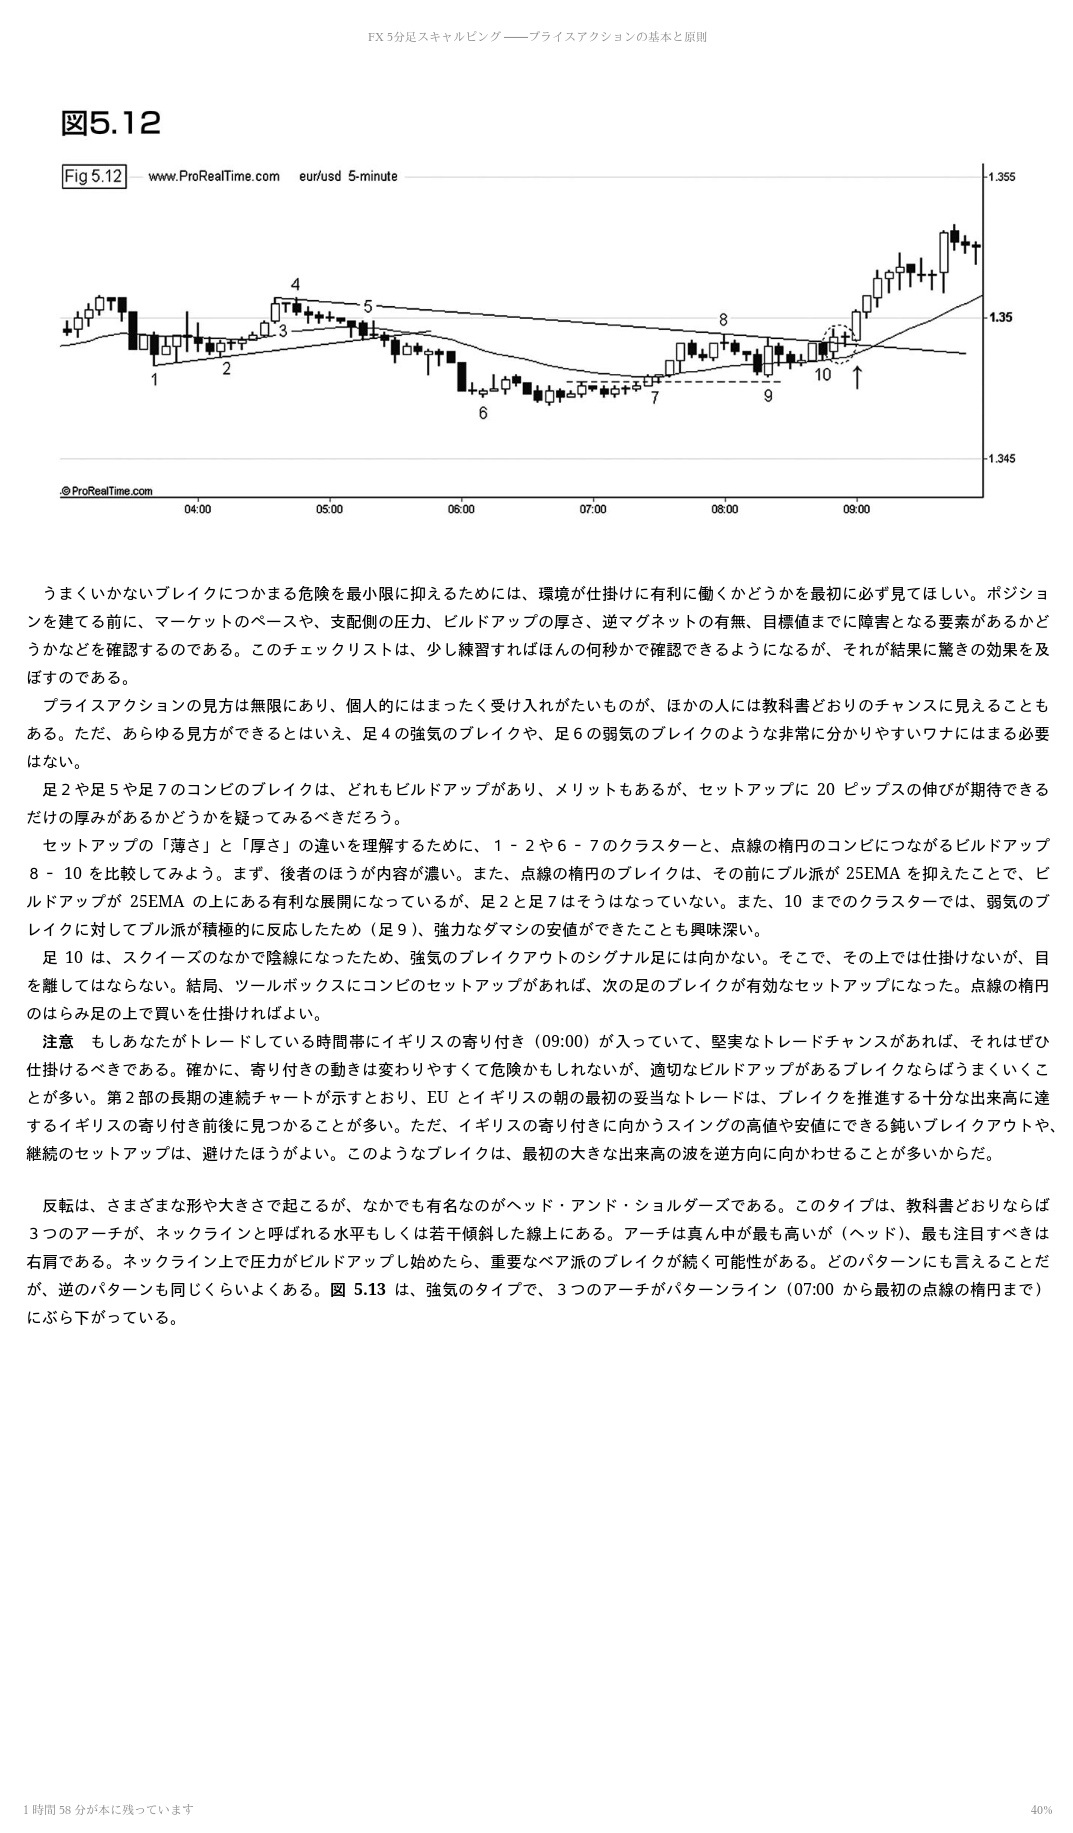 FX 5分足スキャルピング ――プライスアクションの基本と原則
図5.12
Fig 5.12 www.ProRealTime.com eur/usd 5-minute
1.355
4
5
8
1.35
3
1
2
10
9
7
6
1.345
©ProRealTime.com
04:00 05:00 06:00 07:00 08:00 09:00
うまくいかないブレイクにつかまる危険を最小限に抑えるためには、環境が仕掛けに有利に働くかどうかを最初に必ず見てほしい。ポジショ
ンを建てる前に、マーケットのペースや、支配側の圧力、ビルドアップの厚さ、逆マグネットの有無、目標値までに障害となる要素があるかど
うかなどを確認するのである。このチェックリストは、少し練習すればほんの何秒かで確認できるようになるが、それが結果に驚きの効果を及
ぼすのである。
プライスアクションの見方は無限にあり、個人的にはまったく受け入れがたいものが、ほかの人には教科書どおりのチャンスに見えることも
ある。ただ、あらゆる見方ができるとはいえ、足４の強気のブレイクや、足６の弱気のブレイクのような非常に分かりやすいワナにはまる必要
はない。
足２や足５や足７のコンビのブレイクは、どれもビルドアップがあり、メリットもあるが、セットアップに 20 ピップスの伸びが期待できる
だけの厚みがあるかどうかを疑ってみるべきだろう。
セットアップの「薄さ」と「厚さ」の違いを理解するために、１‐２や６‐７のクラスターと、点線の楕円のコンビにつながるビルドアップ
８‐ 10 を比較してみよう。まず、後者のほうが内容が濃い。また、点線の楕円のブレイクは、その前にブル派が 25EMA を抑えたことで、ビ
ルドアップが 25EMA の上にある有利な展開になっているが、足２と足７はそうはなっていない。また、10 までのクラスターでは、弱気のブ
レイクに対してブル派が積極的に反応したため（足９）、強力なダマシの安値ができたことも興味深い。
足 10 は、スクイーズのなかで陰線になったため、強気のブレイクアウトのシグナル足には向かない。そこで、その上では仕掛けないが、目
を離してはならない。結局、ツールボックスにコンビのセットアップがあれば、次の足のブレイクが有効なセットアップになった。点線の楕円
のはらみ足の上で買いを仕掛ければよい。
注意　もしあなたがトレードしている時間帯にイギリスの寄り付き（09:00）が入っていて、堅実なトレードチャンスがあれば、それはぜひ
仕掛けるべきである。確かに、寄り付きの動きは変わりやすくて危険かもしれないが、適切なビルドアップがあるブレイクならばうまくいくこ
とが多い。第２部の長期の連続チャートが示すとおり、EU とイギリスの朝の最初の妥当なトレードは、ブレイクを推進する十分な出来高に達
するイギリスの寄り付き前後に見つかることが多い。ただ、イギリスの寄り付きに向かうスイングの高値や安値にできる鈍いブレイクアウトや、
継続のセットアップは、避けたほうがよい。このようなブレイクは、最初の大きな出来高の波を逆方向に向かわせることが多いからだ。
反転は、さまざまな形や大きさで起こるが、なかでも有名なのがヘッド・アンド・ショルダーズである。このタイプは、教科書どおりならば
３つのアーチが、ネックラインと呼ばれる水平もしくは若干傾斜した線上にある。アーチは真ん中が最も高いが（ヘッド）、最も注目すべきは
右肩である。ネックライン上で圧力がビルドアップし始めたら、重要なベア派のブレイクが続く可能性がある。どのパターンにも言えることだ
が、逆のパターンも同じくらいよくある。図 5.13 は、強気のタイプで、３つのアーチがパターンライン（07:00 から最初の点線の楕円まで）
にぶら下がっている。
1 時間 58 分が本に残っています 40%